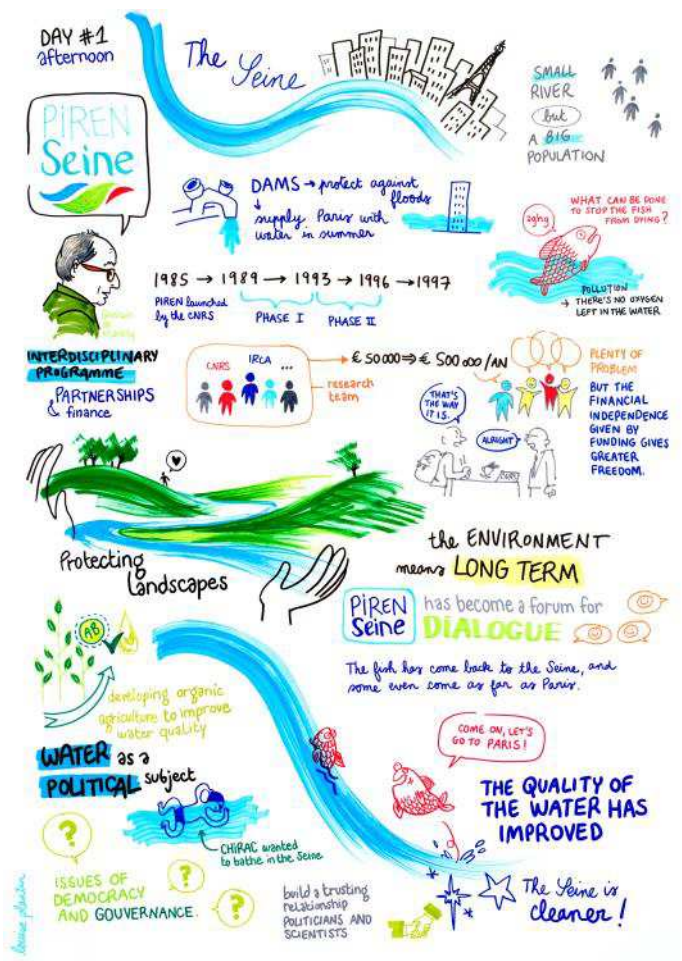 DAY #1
afternoon
The Seine
SMALL
RIVER
but
A BIG
POPULATION
PiREN
Seine
DAMS → protect against
floods
↓
supply Paris with
water in summer
WHAT CAN BE DONE
TO STOP THE FISH
FROM DYING?
POLLUTION
→ THERE'S NO OXYGEN
LEFT IN THE WATER
1985 → 1989 → 1993 → 1996 → 1997
PIREN launched
by the CNRS
PHASE I
PHASE II
INTERDISCIPLINARY
PROGRAMME
PARTNERSHIPS
& finance
CNRS
IRCA
...
research
team
€ 50 000 ⇒ € 500 000 /AN
PLENTY OF
PROBLEM
BUT THE
FINANCIAL
INDEPENDENCE
GIVEN BY
FUNDING GIVES
GREATER
FREEDOM.
THAT'S
THE WAY
IT IS.
ALRIGHT
Protecting
Landscapes
the ENVIRONMENT
means LONG TERM
PiREN
Seine
has become a forum for
DiALOGUE
The fish has come back to the Seine, and
some even come as far as Paris.
AB
developing organic
agriculture to improve
water quality
WATER as a
POLITICAL subject
COME ON, LET'S
GO TO PARIS!
THE QUALITY OF
THE WATER HAS
IMPROVED
CHIRAC wanted
to bathe in the Seine
?
?
?
ISSUES OF
DEMOCRACY
AND GOUVERNANCE.
build a trusting
relationship
POLITICIANS AND
SCIENTISTS
The Seine is
cleaner!